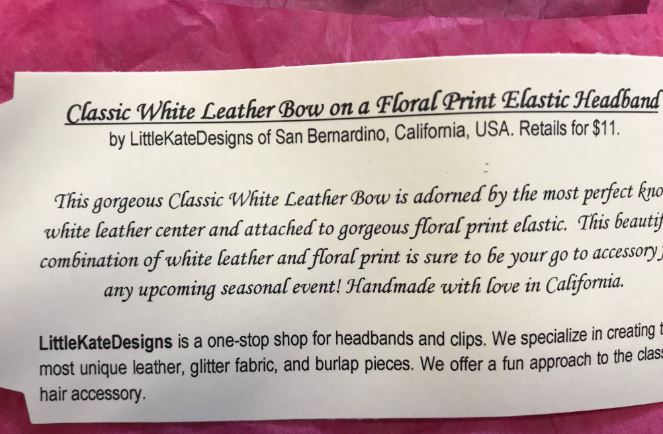 Classic White Leather Bow on a Floral Print Elastic Headband
by LittleKateDesigns of San Bernardino, California, USA. Retails for $11.
This gorgeous Classic White Leather Bow is adorned by the most perfect kno
white leather center and attached to gorgeous floral print elastic. This beautif
combination of white leather and floral print is sure to be your go to accessory
any upcoming seasonal event! Handmade with love in California.
LittleKateDesigns is a one-stop shop for headbands and clips. We specialize in creating t
most unique leather, glitter fabric, and burlap pieces. We offer a fun approach to the clas
hair accessory.